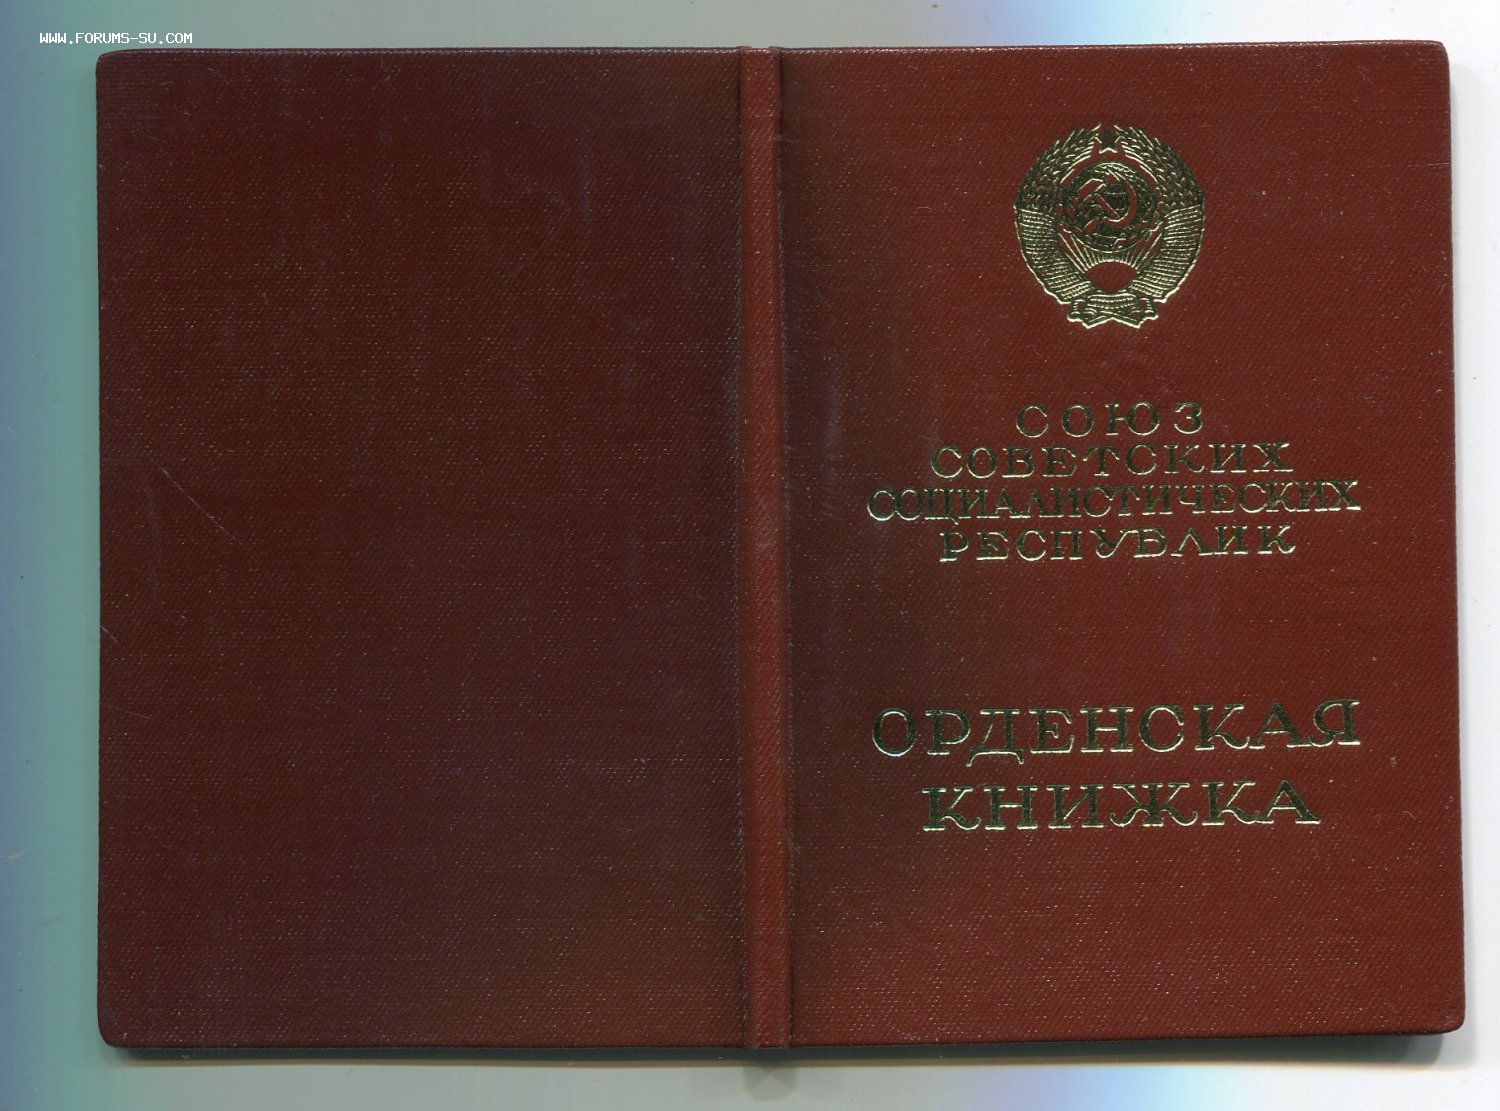 WWW.FORUMS-SU.COM
СОЮЗ
СОВЕТСКИХ
СОЦИАЛИСТИЧЕСКИХ
РЕСПУБЛИК
ОРДЕНСКАЯ
КНИЖКА